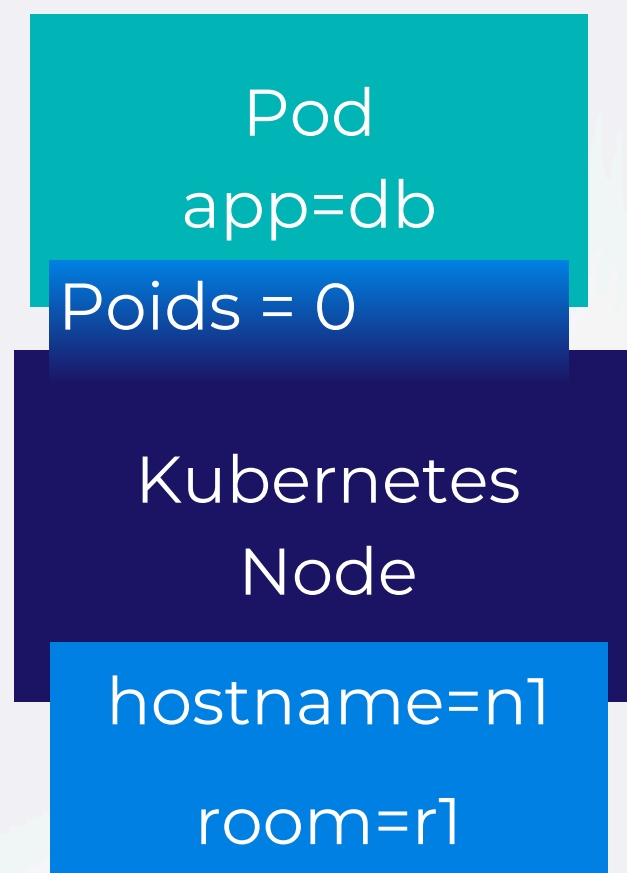 Pod
app=db
Poids = 0
Kubernetes
Node
hostname=n1
room=r1